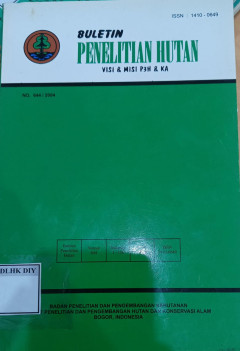 ISSN : 1410 - 0649
BULETIN
PENELITIAN HUTAN
VISI & MISI P3H & KA
NO. 644 / 2004
DLHK DIY
BADAN PENELITIAN DAN PENGEMBANGAN KEHUTANAN
PENELITIAN DAN PENGEMBANGAN HUTAN DAN KONSERVASI ALAM
BOGOR, INDONESIA